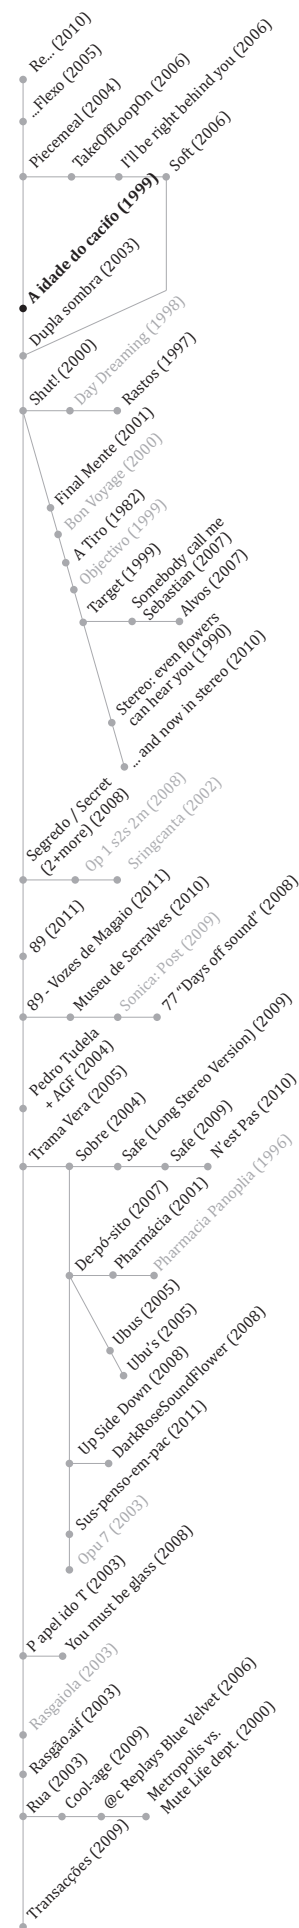 Re... (2010)
...Flexo (2005)
Piecemeal (2004)
TakeOffLoopOn (2006)
I'll be right behind you (2006)
Soft (2006)
A idade do cacifo (1999)
Dupla sombra (2003)
Shut! (2000)
Day Dreaming (1998)
Rastos (1997)
Final Mente (2001)
Bon Voyage (2000)
A Tiro (1982)
Objectivo (1999)
Target (1999)
Somebody call me
Sebastian (2007)
Alvos (2007)
Stereo: even flowers
can hear you (1990)
... and now in stereo (2010)
Segredo / Secret
(2+more) (2008)
Op 1 s2s 2m (2008)
Sringcanta (2002)
89 (2011)
89 - Vozes de Magaio (2011)
Museu de Serralves (2010)
Sonica: Post (2009)
77 “Days off sound” (2008)
Pedro Tudela
+ AGF (2004)
Trama Vera (2005)
Sobre (2004)
Safe (Long Stereo Version) (2009)
Safe (2009)
N'est Pas (2010)
De-pó-sito (2007)
Pharmácia (2001)
Pharmacia Panoplia (1996)
Ubus (2005)
Ubu's (2005)
Up Side Down (2008)
DarkRoseSoundFlower (2008)
Sus-penso-em-pac (2011)
Opu 7 (2003)
P apel ido T (2003)
You must be glass (2008)
Rasgaiola (2003)
Rasgão.aif (2003)
Rua (2003)
Cool-age (2009)
@c Replays Blue Velvet (2006)
Metropolis vs.
Mute Life dept. (2000)
Transacções (2009)